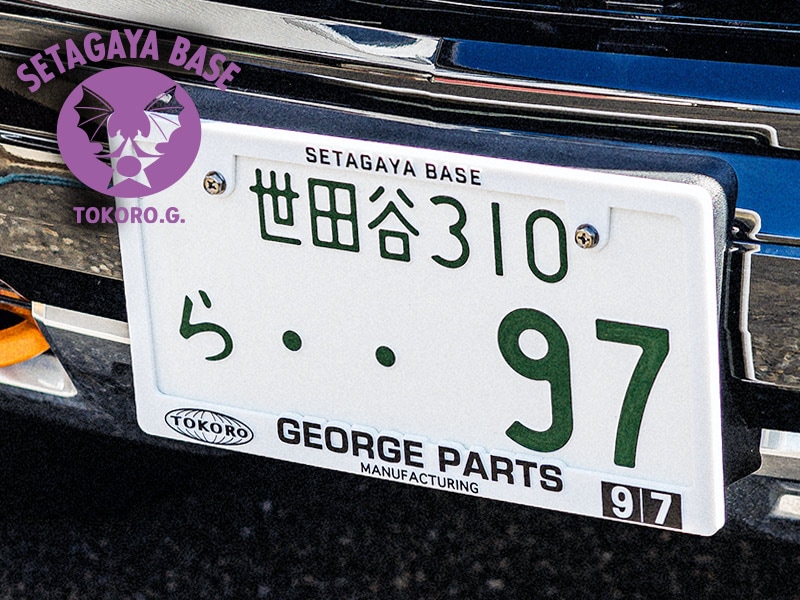 SETAGAYA BASE
TOKORO.G.
SETAGAYA BASE
世田谷310
ら・・97
TOKORO
GEORGE PARTS
MANUFACTURING
97